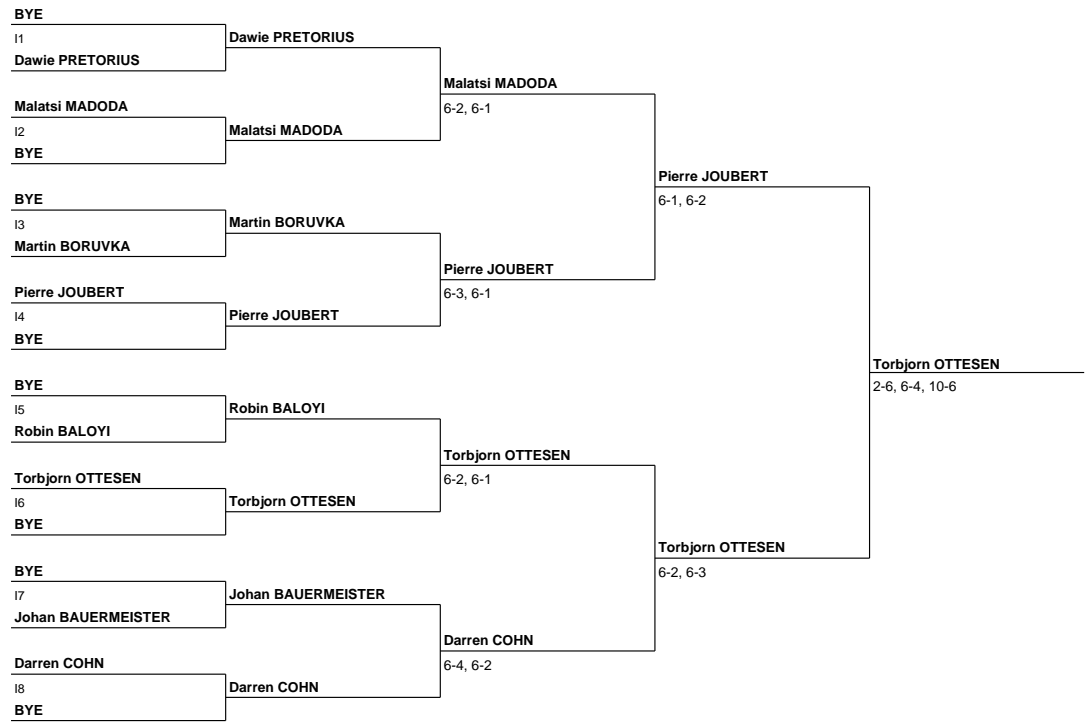 BYE
I1
Dawie PRETORIUS
Malatsi MADODA
I2
BYE
BYE
I3
Martin BORUVKA
Pierre JOUBERT
I4
BYE
BYE
I5
Robin BALOYI
Torbjorn OTTESEN
I6
BYE
BYE
I7
Johan BAUERMEISTER
Darren COHN
I8
BYE
Dawie PRETORIUS
Malatsi MADODA
Martin BORUVKA
Pierre JOUBERT
Robin BALOYI
Torbjorn OTTESEN
Johan BAUERMEISTER
Darren COHN
Malatsi MADODA
6-2, 6-1
Pierre JOUBERT
6-3, 6-1
Torbjorn OTTESEN
6-2, 6-1
Darren COHN
6-4, 6-2
Pierre JOUBERT
6-1, 6-2
Torbjorn OTTESEN
6-2, 6-3
Torbjorn OTTESEN
2-6, 6-4, 10-6